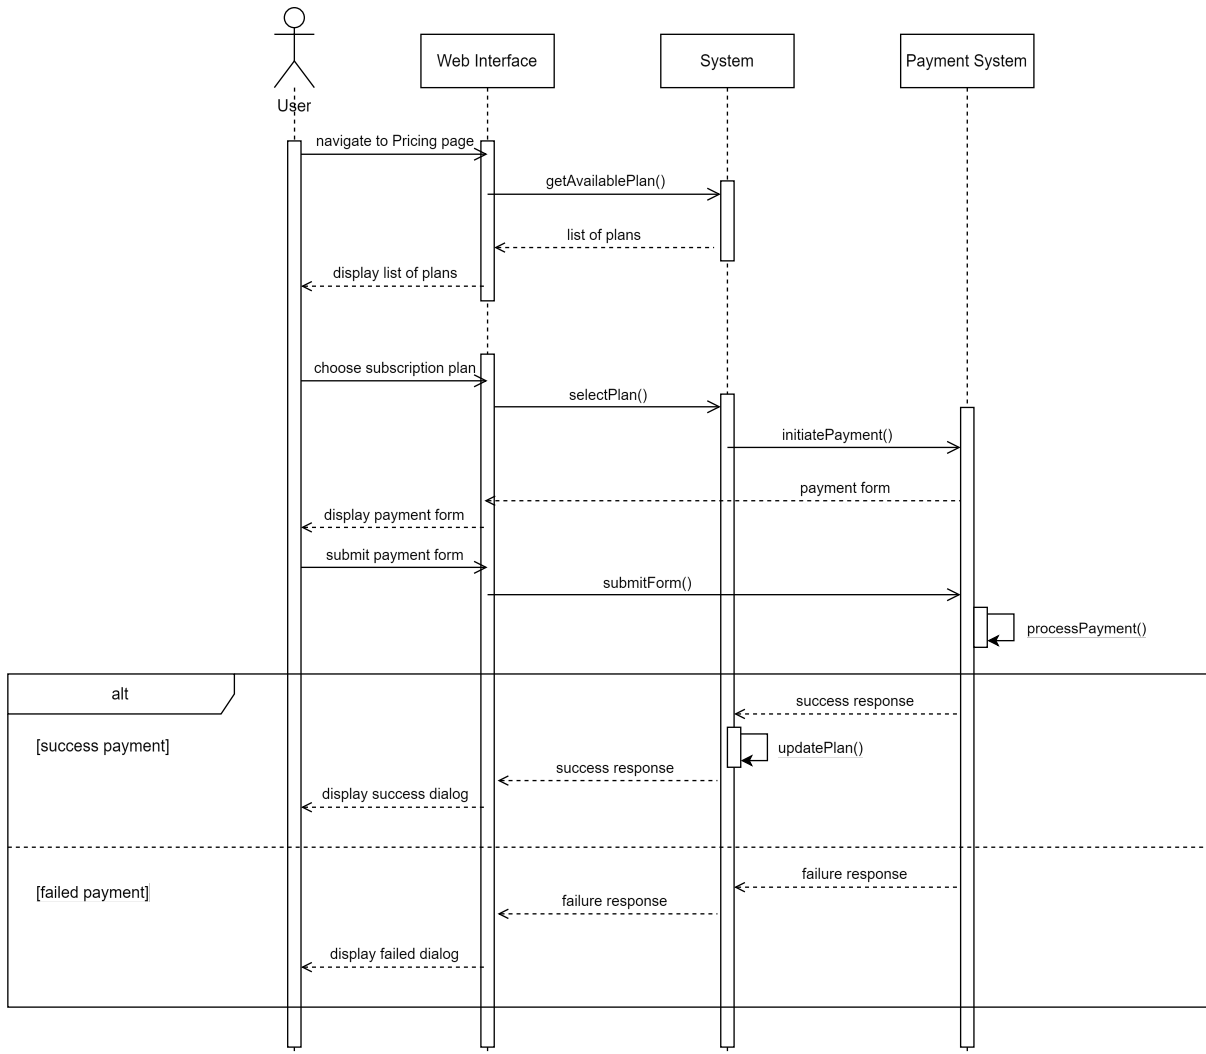 User
Web Interface
System
Payment System
navigate to Pricing page
getAvailablePlan()
list of plans
display list of plans
choose subscription plan
selectPlan()
initiatePayment()
payment form
display payment form
submit payment form
submitForm()
processPayment()
alt
success response
[success payment]
updatePlan()
success response
display success dialog
failure response
[failed payment]
failure response
display failed dialog